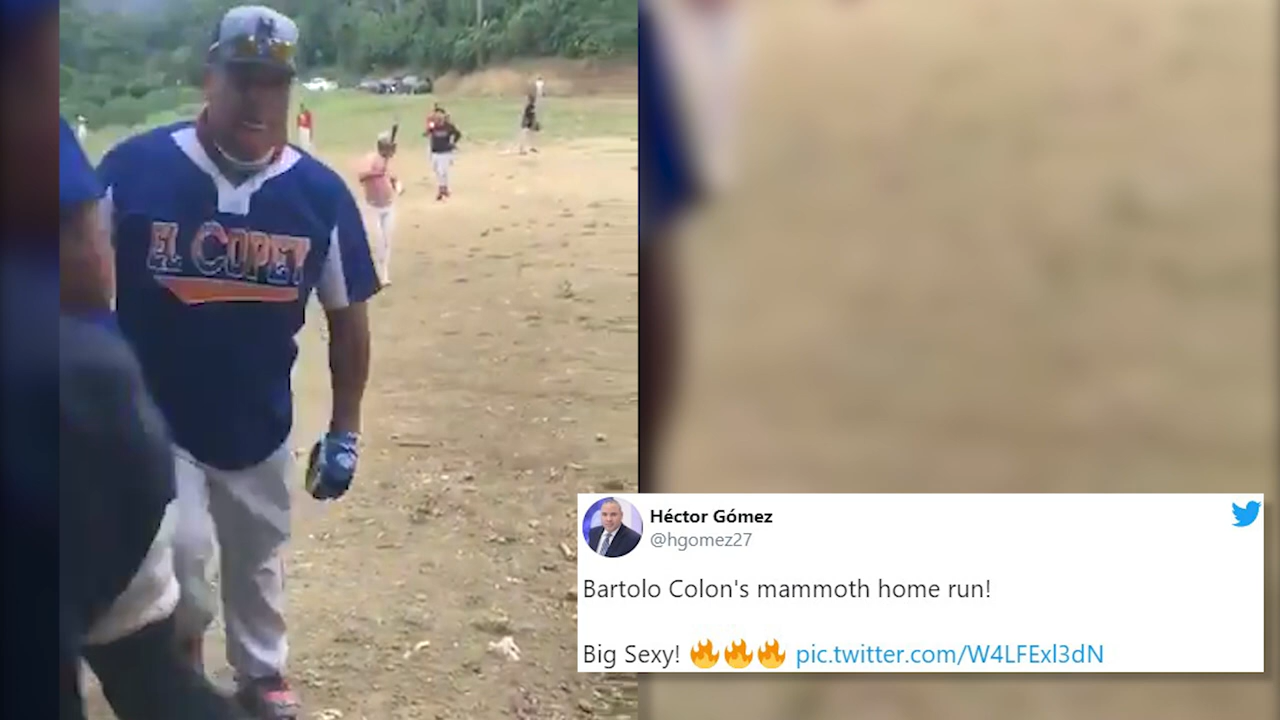 EL COPEY
Héctor Gómez
@hgomez27
Bartolo Colon's mammoth home run!
Big Sexy! 🔥🔥🔥 pic.twitter.com/W4LFExl3dN